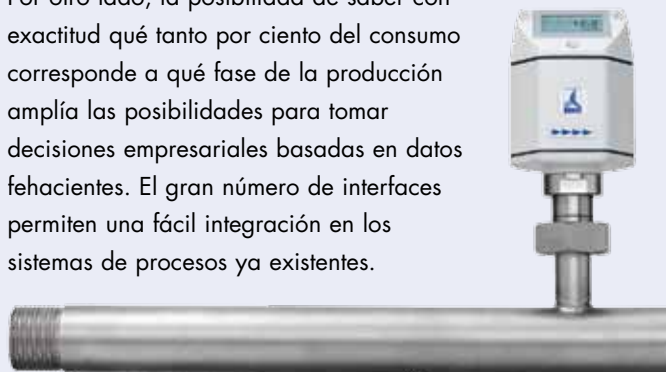 Por otro lado, la posibilidad de saber con
exactitud qué tanto por ciento del consumo
corresponde a qué fase de la producción
amplía las posibilidades para tomar
decisiones empresariales basadas en datos
fehacientes. El gran número de interfaces
permiten una fácil integración en los
sistemas de procesos ya existentes.